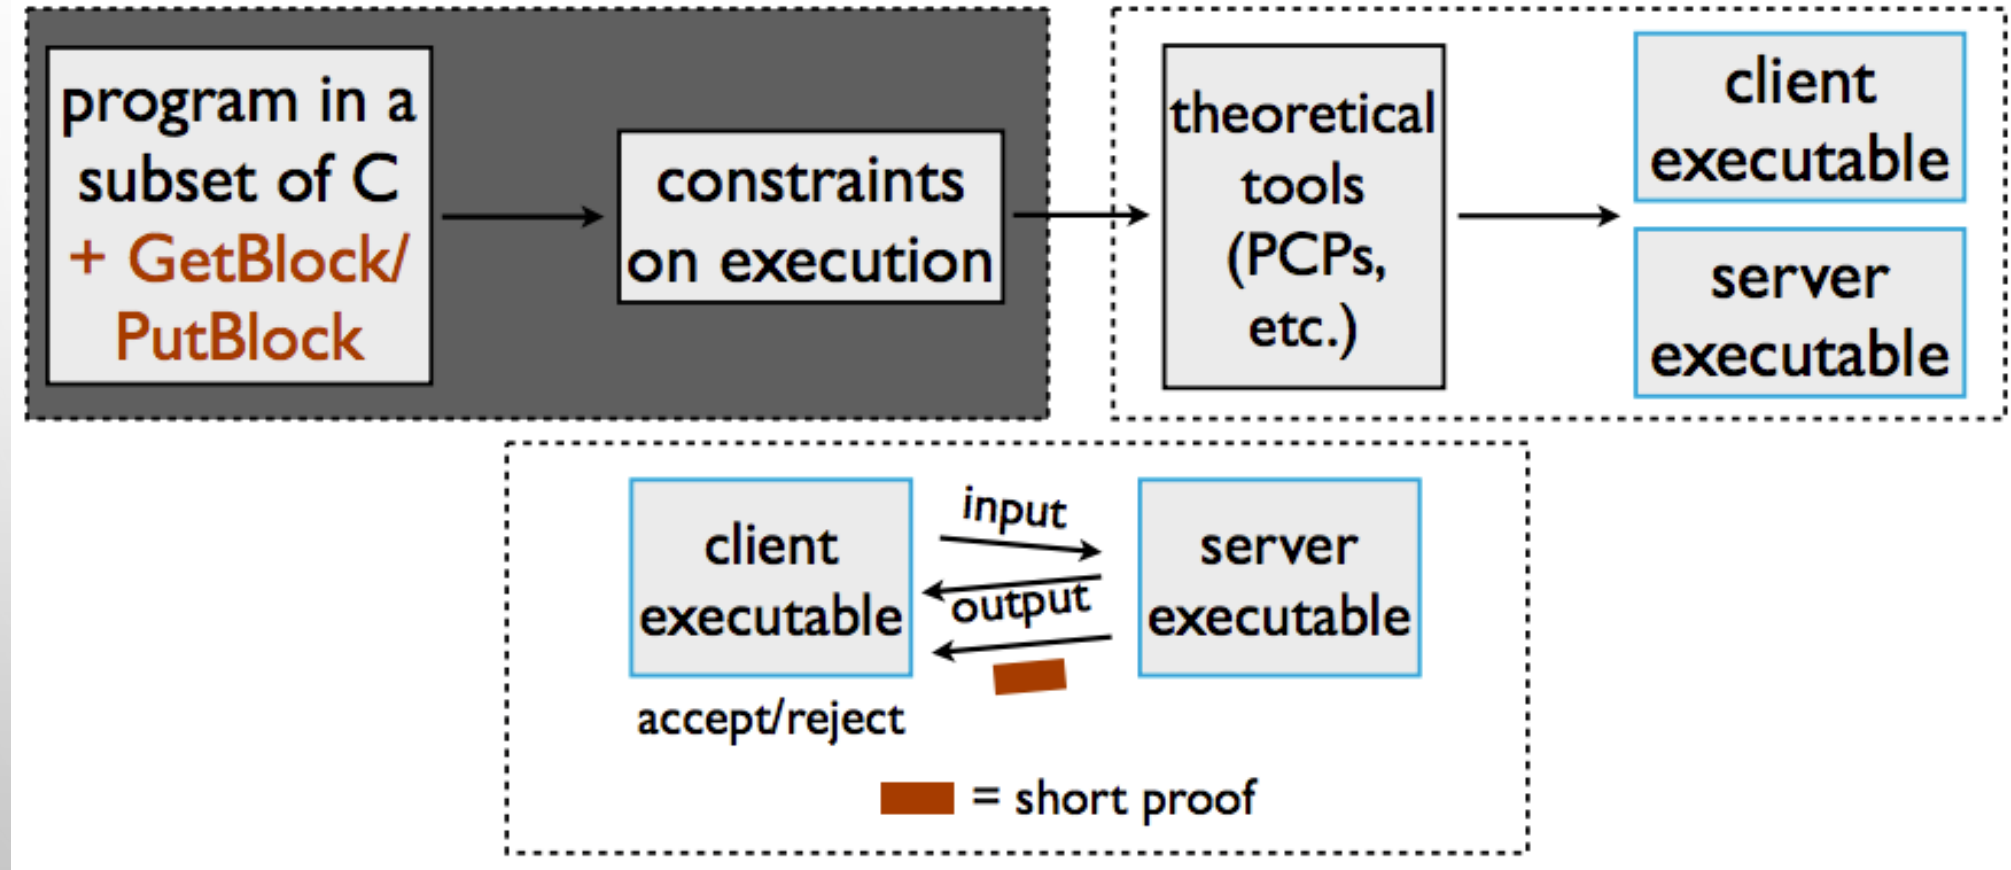 program in a
subset of C
+ GetBlock/
PutBlock
constraints
on execution
theoretical
tools
(PCPs,
etc.)
client
executable
server
executable
client
executable
input
output
server
executable
accept/reject
= short proof